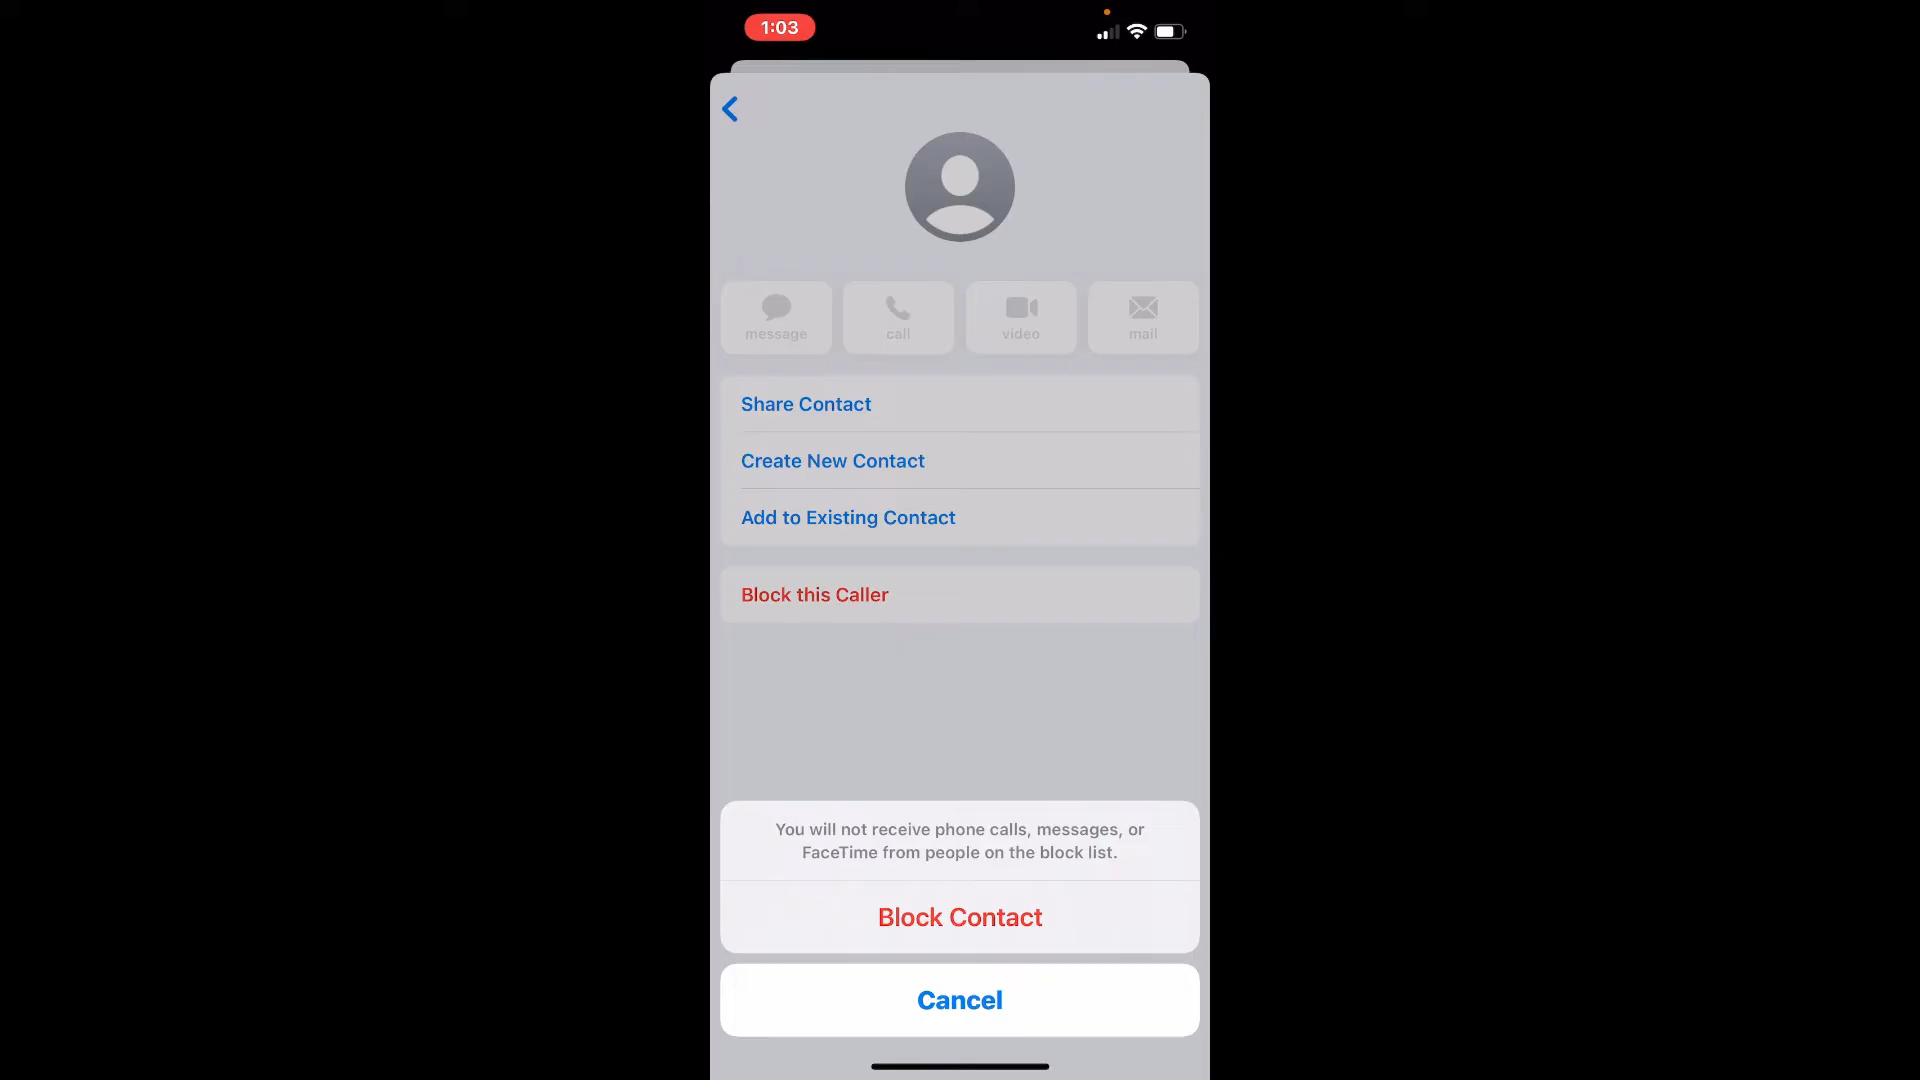 1:03
message
call
video
mail
Share Contact
Create New Contact
Add to Existing Contact
Block this Caller
You will not receive phone calls, messages, or
FaceTime from people on the block list.
Block Contact
Cancel